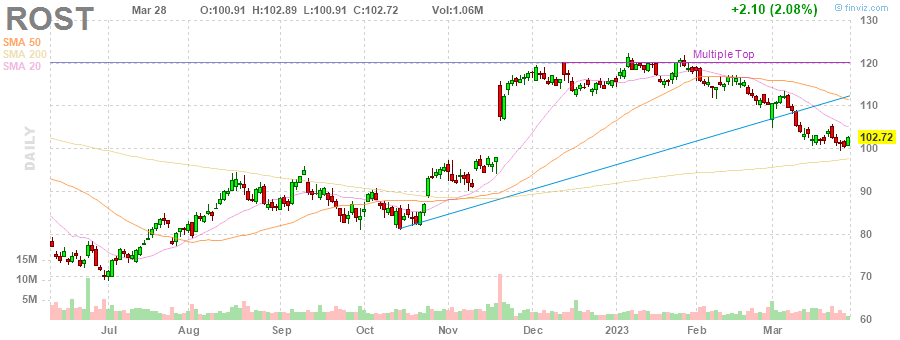 ROST
Mar 28 O:100.91 H:102.89 L:100.91 C:102.72 Vol:1.06M +2.10 (2.08%)
finviz.com
SMA 50
SMA 200
SMA 20
Multiple Top
DAILY
130
120
110
102.72
100
90
80
70
60
15M
10M
5M
Jul Aug Sep Oct Nov Dec 2023 Feb Mar